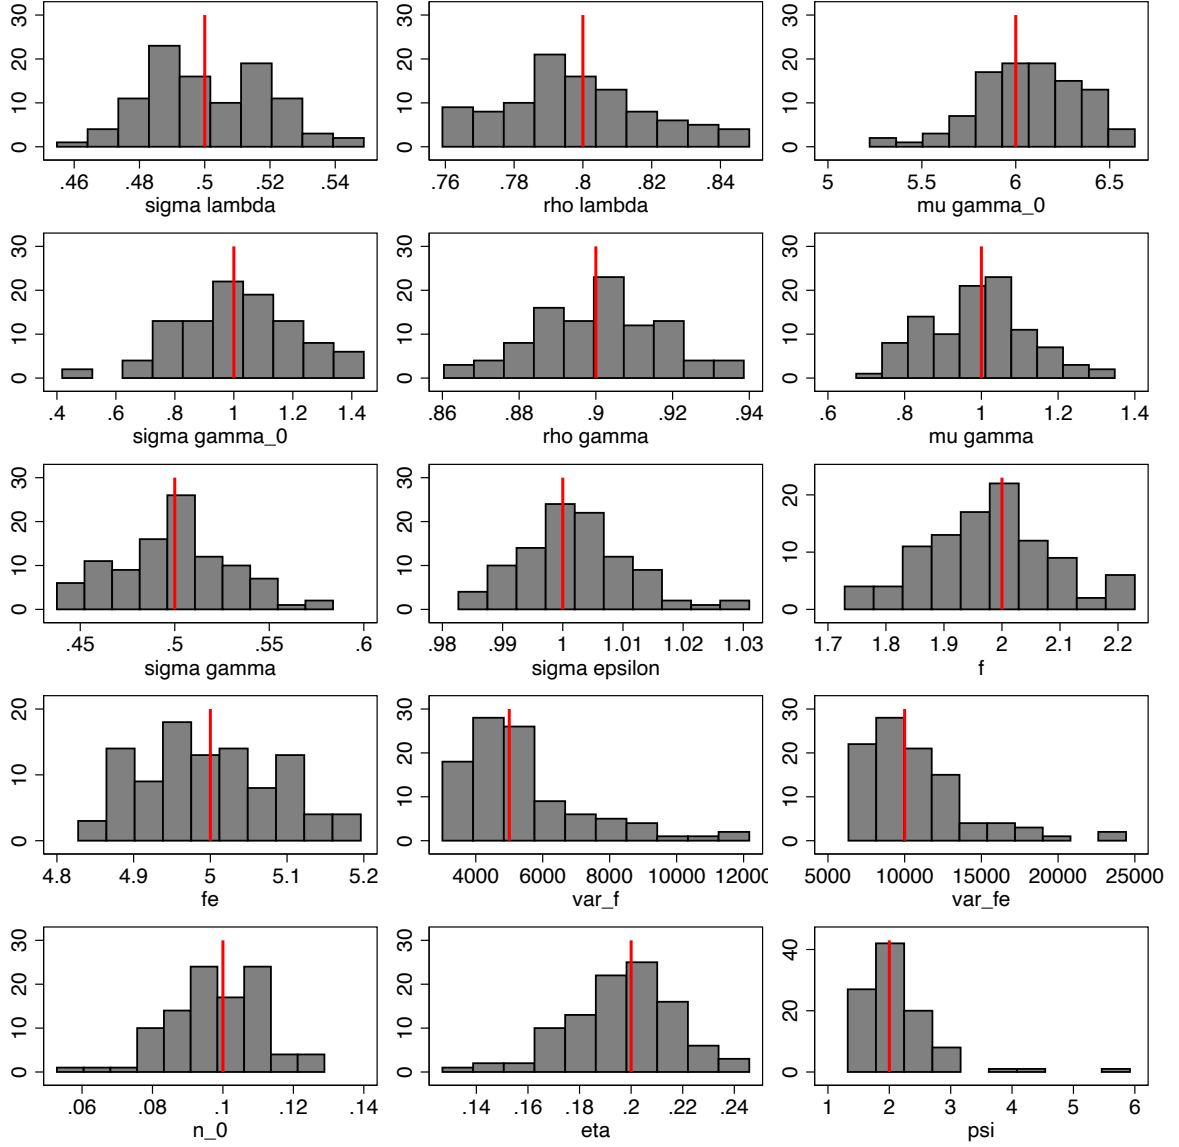 0 10 20 30
.46 .48 .5 .52 .54
sigma lambda
0 10 20 30
.76 .78 .8 .82 .84
rho lambda
0 10 20 30
5 5.5 6 6.5
mu gamma_0
0 10 20 30
.4 .6 .8 1 1.2 1.4
sigma gamma_0
0 10 20 30
.86 .88 .9 .92 .94
rho gamma
0 10 20 30
.6 .8 1 1.2 1.4
mu gamma
0 10 20 30
.45 .5 .55 .6
sigma gamma
0 10 20 30
.98 .99 1 1.01 1.02 1.03
sigma epsilon
0 10 20
1.7 1.8 1.9 2 2.1 2.2
f
0 10 20
4.8 4.9 5 5.1 5.2
fe
0 10 20 30
4000 6000 8000 10000 12000
var_f
0 10 20 30
5000 10000 15000 20000 25000
var_fe
0 10 20 30
.06 .08 .1 .12 .14
n_0
0 10 20 30
.14 .16 .18 .2 .22 .24
eta
0 20 40
1 2 3 4 5 6
psi